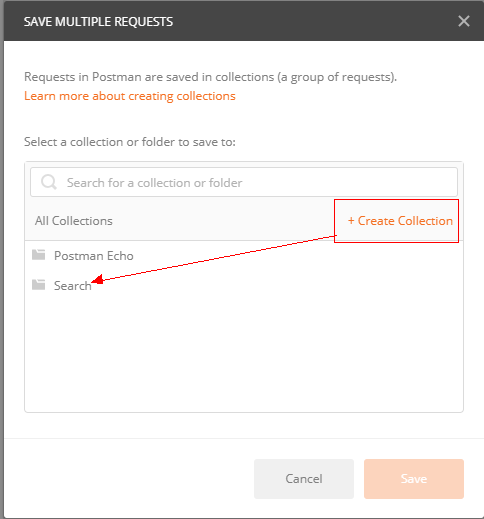 SAVE MULTIPLE REQUESTS
Requests in Postman are saved in collections (a group of requests).
Learn more about creating collections
Select a collection or folder to save to:
Search for a collection or folder
All Collections
+ Create Collection
Postman Echo
Search
Cancel
Save